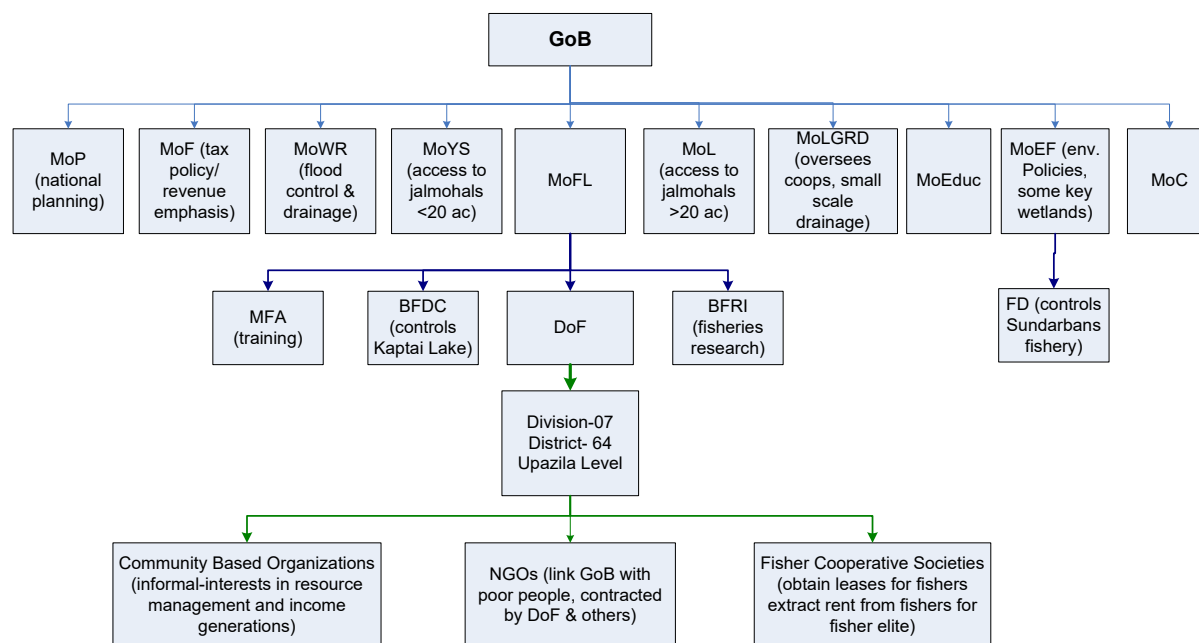 GoB
MoP
(national
planning)
MoF (tax
policy/
revenue
emphasis)
MoWR
(flood
control &
drainage)
MoYS
(access to
jalmohals
<20 ac)
MoFL
MoL
(access to
jalmohals
>20 ac)
MoLGRD
(oversees
coops, small
scale
drainage)
MoEduc
MoEF (env.
Policies,
some key
wetlands)
MoC
MFA
(training)
BFDC
(controls
Kaptai Lake)
DoF
BFRI
(fisheries
research)
FD (controls
Sundarbans
fishery)
Division-07
District- 64
Upazila Level
Community Based Organizations
(informal-interests in resource
management and income
generations)
NGOs (link GoB with
poor people, contracted
by DoF & others)
Fisher Cooperative Societies
(obtain leases for fishers
extract rent from fishers for
fisher elite)